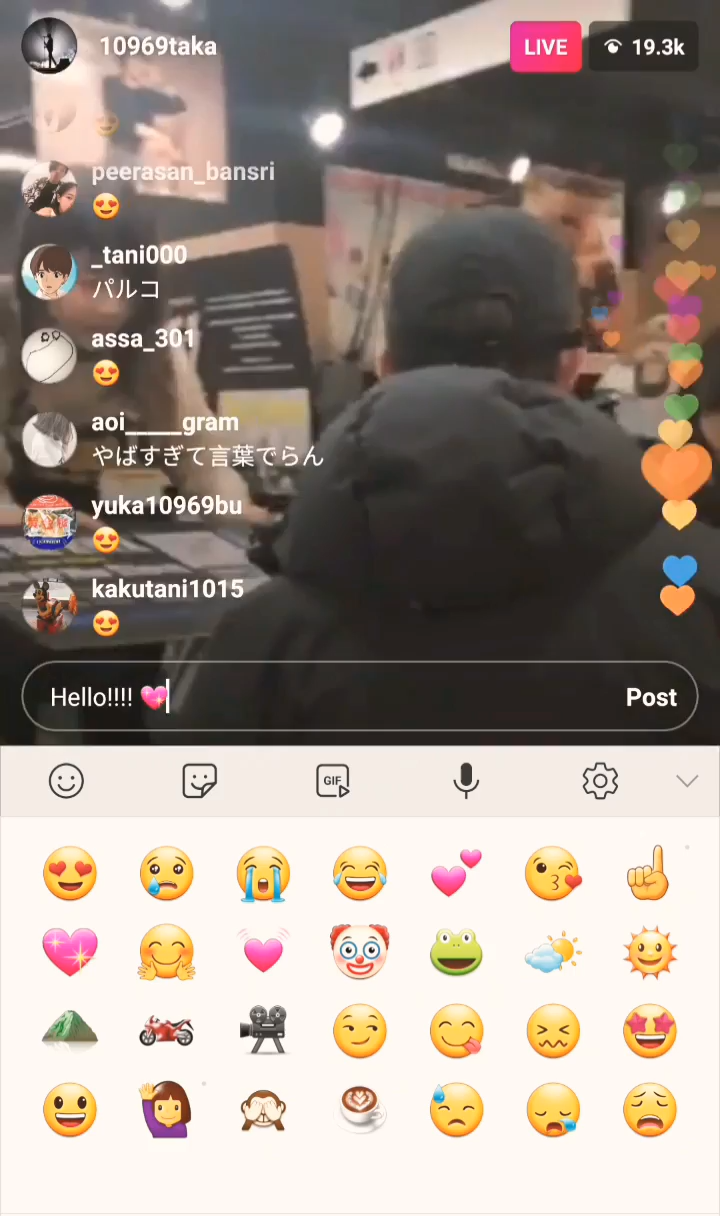 10969taka
LIVE
19.3k
peerasan_bansri
_tani000
パルコ
assa_301
aoi_____gram
やばすぎて言葉でらん
yuka10969bu
kakutani1015
Hello!!!!
Post
GIF